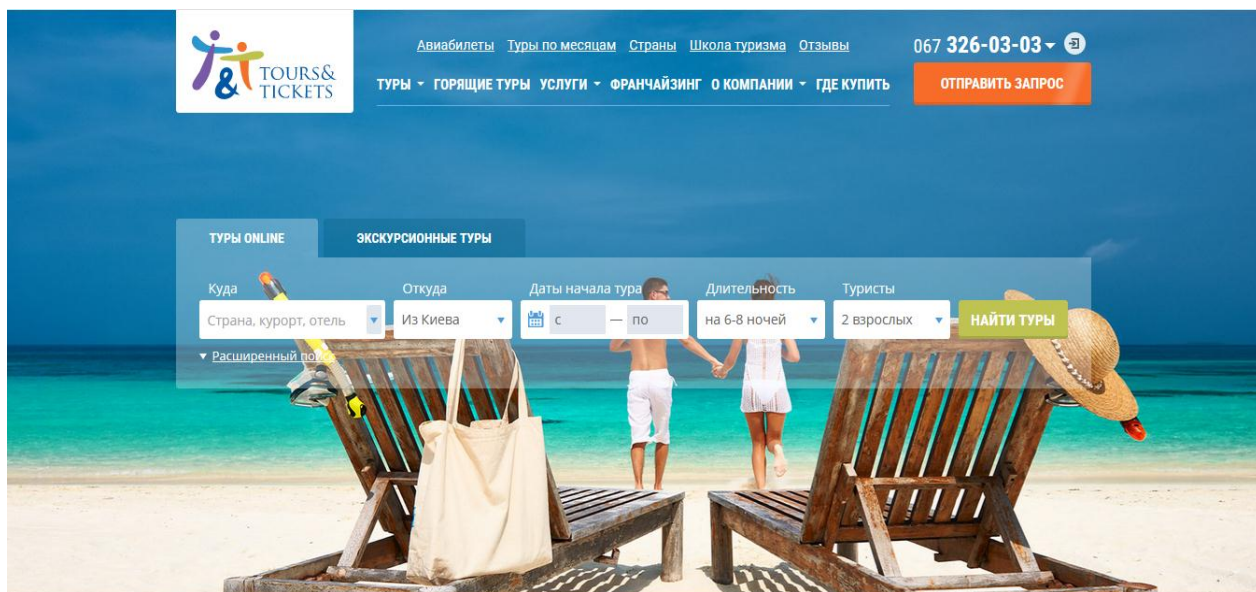 T&T TOURS&
TICKETS
Авиабилеты Туры по месяцам Страны Школа туризма Отзывы
067 326-03-03
ТУРЫ ГОРЯЩИЕ ТУРЫ УСЛУГИ ФРАНЧАЙЗИНГ О КОМПАНИИ ГДЕ КУПИТЬ
ОТПРАВИТЬ ЗАПРОС
ТУРЫ ONLINE ЭКСКУРСИОННЫЕ ТУРЫ
Куда Откуда Даты начала тура Длительность Туристы
Страна, курорт, отель Из Киева с — по на 6-8 ночей 2 взрослых НАЙТИ ТУРЫ
Расширенный поиск